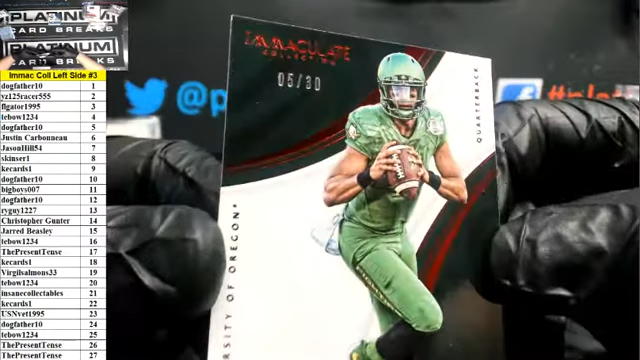 PLATINUM
CARD BREAKS
PLATINUM
CARD BREAKS
Immac Coll Left Side #3
dogfather10 1
yz125racer555 2
flgator1995 3
tebow1234 4
dogfather10 5
Justin Carbonneau 6
JasonHill54 7
skinser1 8
kecards1 9
dogfather10 10
bigboys007 11
dogfather10 12
ryguy1227 13
Christopher Gunter 14
Jarred Beasley 15
tebow1234 16
ThePresentTense 17
kecards1 18
Virgilsalmons33 19
tebow1234 20
insanecollectables 21
kecards1 22
USNvet1995 23
dogfather10 24
tebow1234 25
ThePresentTense 26
ThePresentTense 27
IMMACULATE
COLLECTION
05/30
QUARTERBACK
RSITY OF OREGON
@p